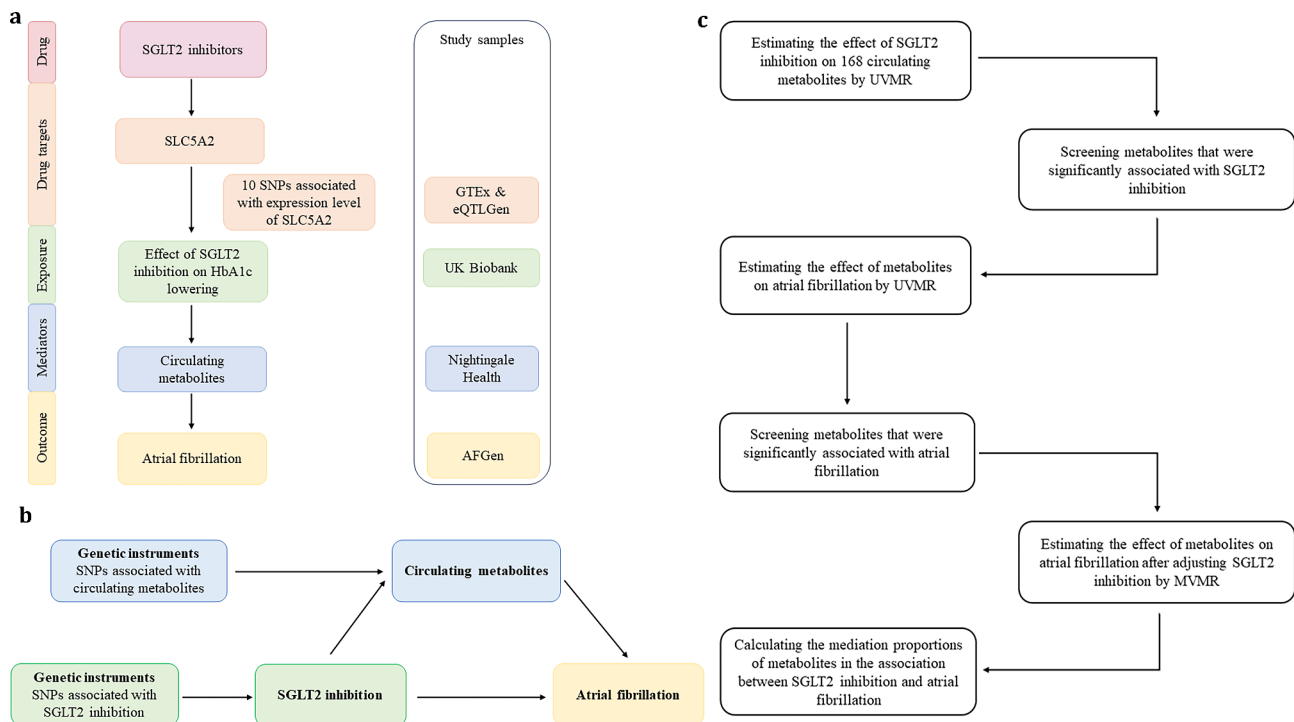 a
Drug
SGLT2 inhibitors
Study samples
Drug targets
SLC5A2
10 SNPs associated
with expression level
of SLC5A2
GTEx &
eQTLGen
Exposure
Effect of SGLT2
inhibition on HbA1c
lowering
UK Biobank
Mediators
Circulating
metabolites
Nightingale
Health
Outcome
Atrial fibrillation
AFGen
b
Genetic instruments
SNPs associated with
circulating metabolites
Circulating metabolites
Genetic instruments
SNPs associated with
SGLT2 inhibition
SGLT2 inhibition
Atrial fibrillation
c
Estimating the effect of SGLT2
inhibition on 168 circulating
metabolites by UVMR
Screening metabolites that were
significantly associated with SGLT2
inhibition
Estimating the effect of metabolites
on atrial fibrillation by UVMR
Screening metabolites that were
significantly associated with atrial
fibrillation
Estimating the effect of metabolites on
atrial fibrillation after adjusting SGLT2
inhibition by MVMR
Calculating the mediation proportions
of metabolites in the association
between SGLT2 inhibition and atrial
fibrillation